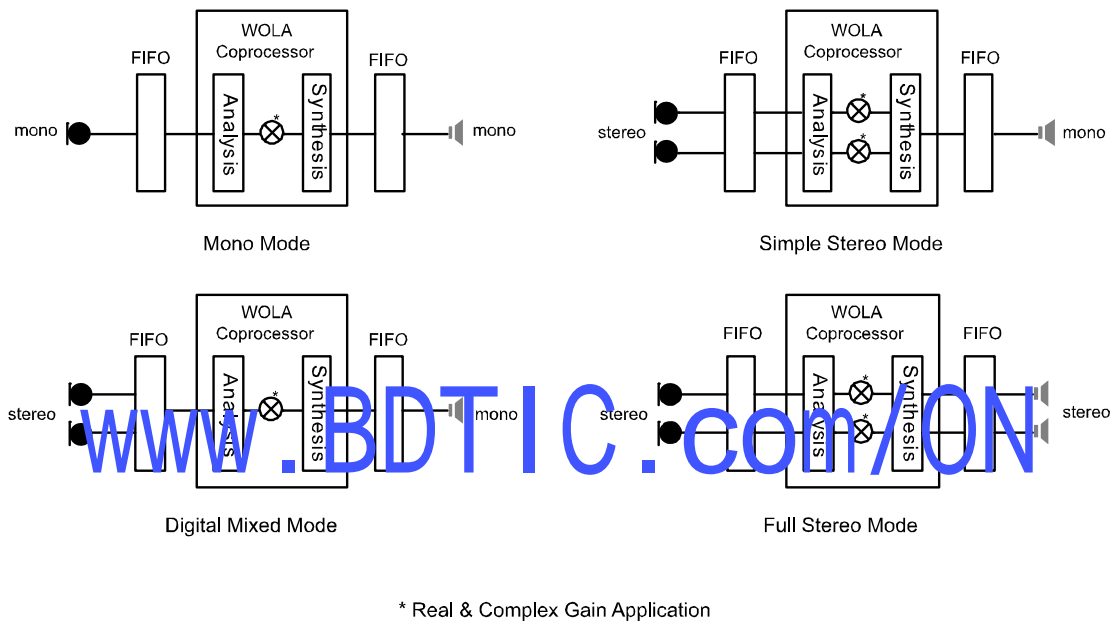 WOLA
Coprocessor
FIFO
FIFO
mono
Analysis
*
Synthesis
mono
Mono Mode
WOLA
Coprocessor
FIFO
FIFO
stereo
Analysis
*
*
Synthesis
mono
Simple Stereo Mode
WOLA
Coprocessor
FIFO
FIFO
stereo
Analysis
*
Synthesis
mono
Digital Mixed Mode
WOLA
Coprocessor
FIFO
FIFO
stereo
Analysis
*
*
Synthesis
stereo
Full Stereo Mode
www.BDTIC.com/ON
* Real & Complex Gain Application